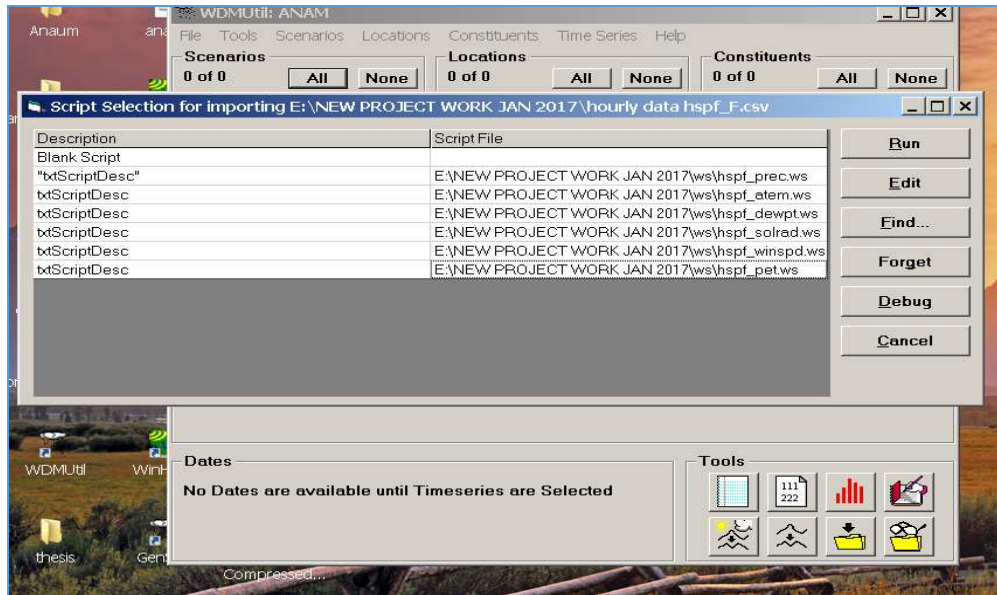 WDMUtil: ANAM
Anaum
File Tools Scenarios Locations Constituents Time Series Help
Scenarios Locations Constituents
0 of 0 All None 0 of 0 All None 0 of 0 All None
Script Selection for importing E:\NEW PROJECT WORK JAN 2017\hourly data hspf_F.csv
Description Script File
Run
Blank Script
"txtScriptDesc" E:\NEW PROJECT WORK JAN 2017\ws\hspf_prec.ws
Edit
txtScriptDesc E:\NEW PROJECT WORK JAN 2017\ws\hspf_atem.ws
txtScriptDesc E:\NEW PROJECT WORK JAN 2017\ws\hspf_dewpt.ws
Find...
txtScriptDesc E:\NEW PROJECT WORK JAN 2017\ws\hspf_solrad.ws
txtScriptDesc E:\NEW PROJECT WORK JAN 2017\ws\hspf_winspd.ws
Forget
txtScriptDesc E:\NEW PROJECT WORK JAN 2017\ws\hspf_pet.ws
Debug
Cancel
Dates Tools
WDMUtil WinH
No Dates are available until Timeseries are Selected
111
222
thesis Gen
Compressed...